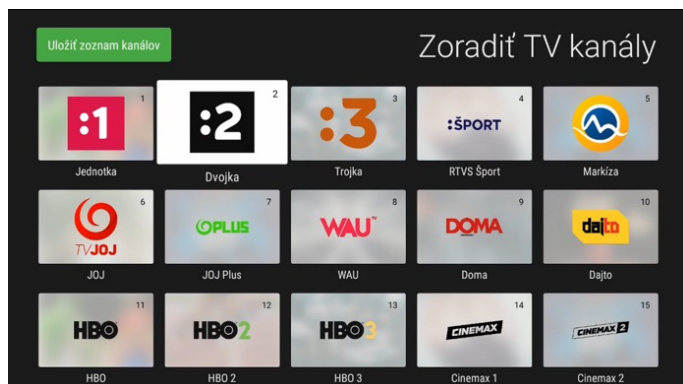 Uložiť zoznam kanálov
Zoradiť TV kanály
1
2
3
4
5
:1
:2
:3
:ŠPORT
Jednotka
Dvojka
Trojka
RTVS Šport
Markíza
6
7
8
9
10
TVJOJ
PLUS
WAU™
DOMA
dajto
JOJ
JOJ Plus
WAU
Doma
Dajto
11
12
13
14
15
HBO
HBO2
HBO3
CINEMAX
CINEMAX 2
HBO
HBO 2
HBO 3
Cinemax 1
Cinemax 2